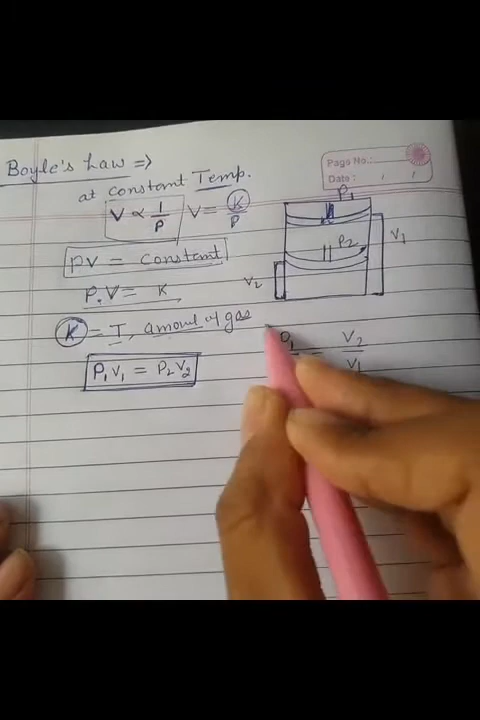 Boyle's Law =>
Page No.:
Date : / /
at constant Temp.
V ∝ 1/P V = K/P
PV = Constant
P.V = K
K = T, amount of gas
P₁V₁ = P₂V₂
P₁
P₂
V₁
V₂
P₁ = V₂/V₁